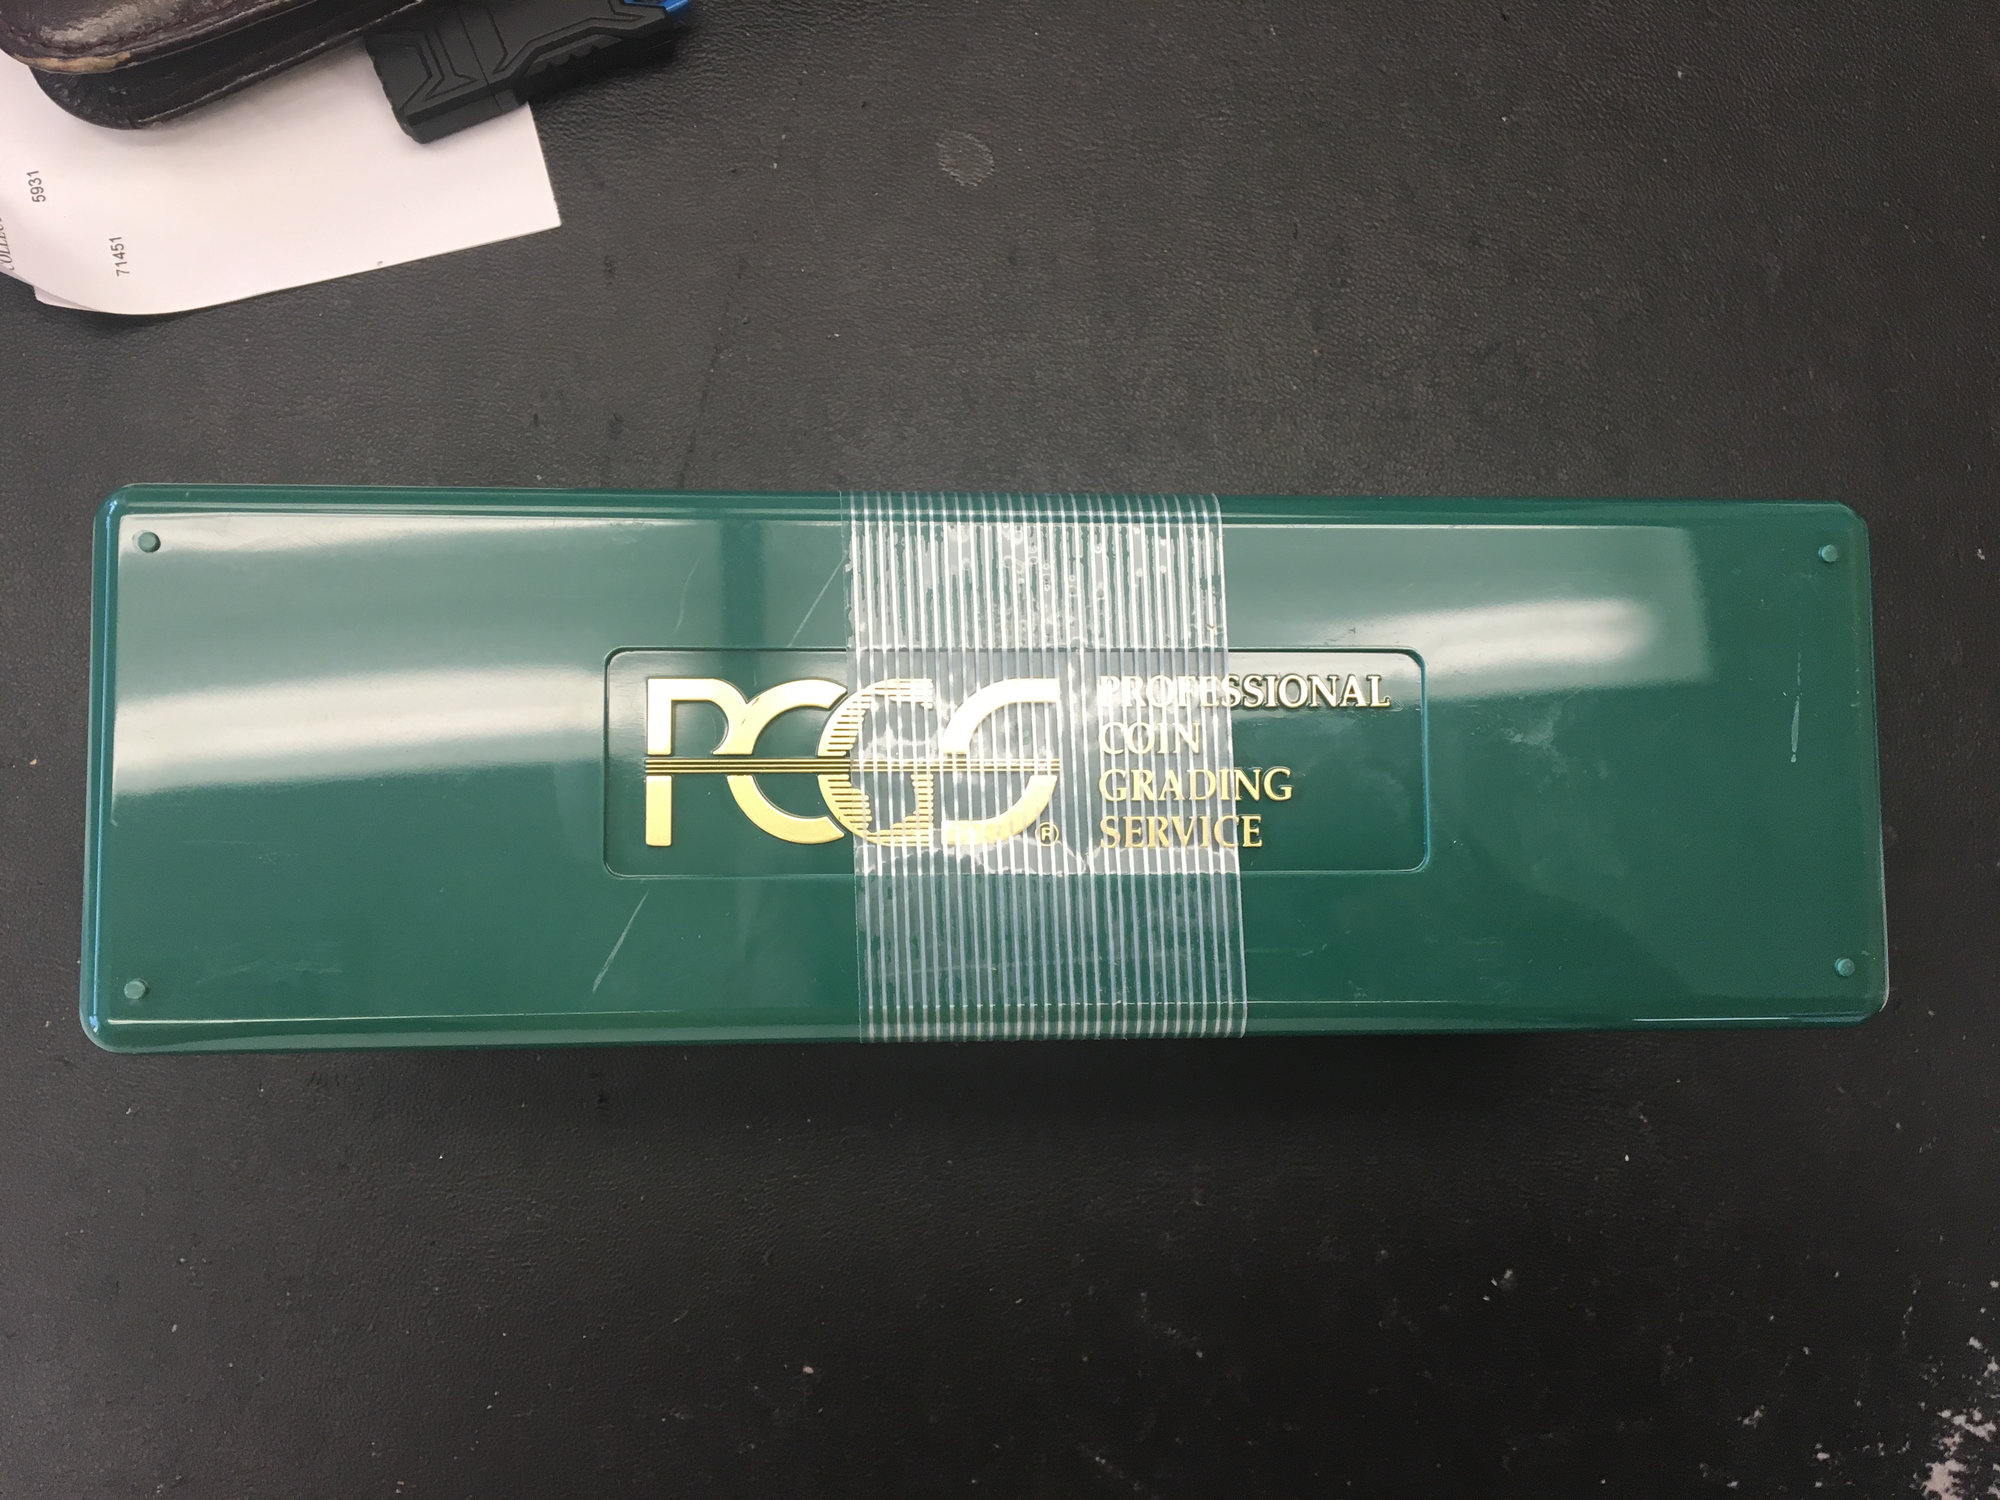 5931
71451
PCGS®
PROFESSIONAL
COIN
GRADING
SERVICE